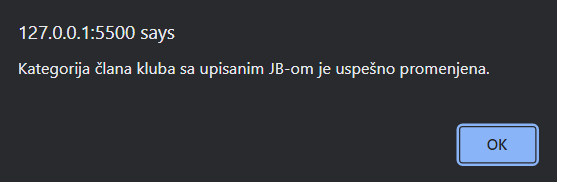 127.0.0.1:5500 says
Kategorija člana kluba sa upisanim JB-om je uspešno promenjena.
OK